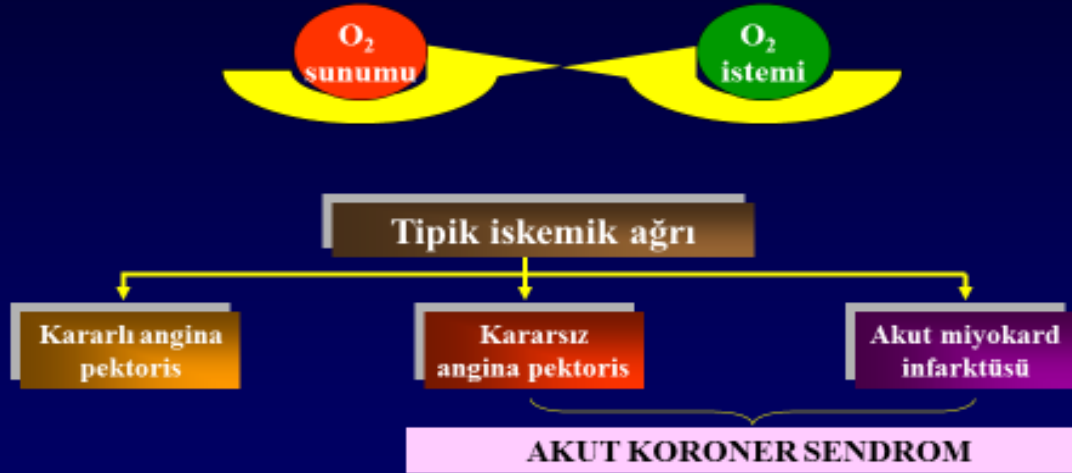 O₂
sunumu
O₂
istemi
Tipik iskemik ağrı
Kararlı angina
pektoris
Kararsız
angina pektoris
Akut miyokard
infarktüsü
AKUT KORONER SENDROM